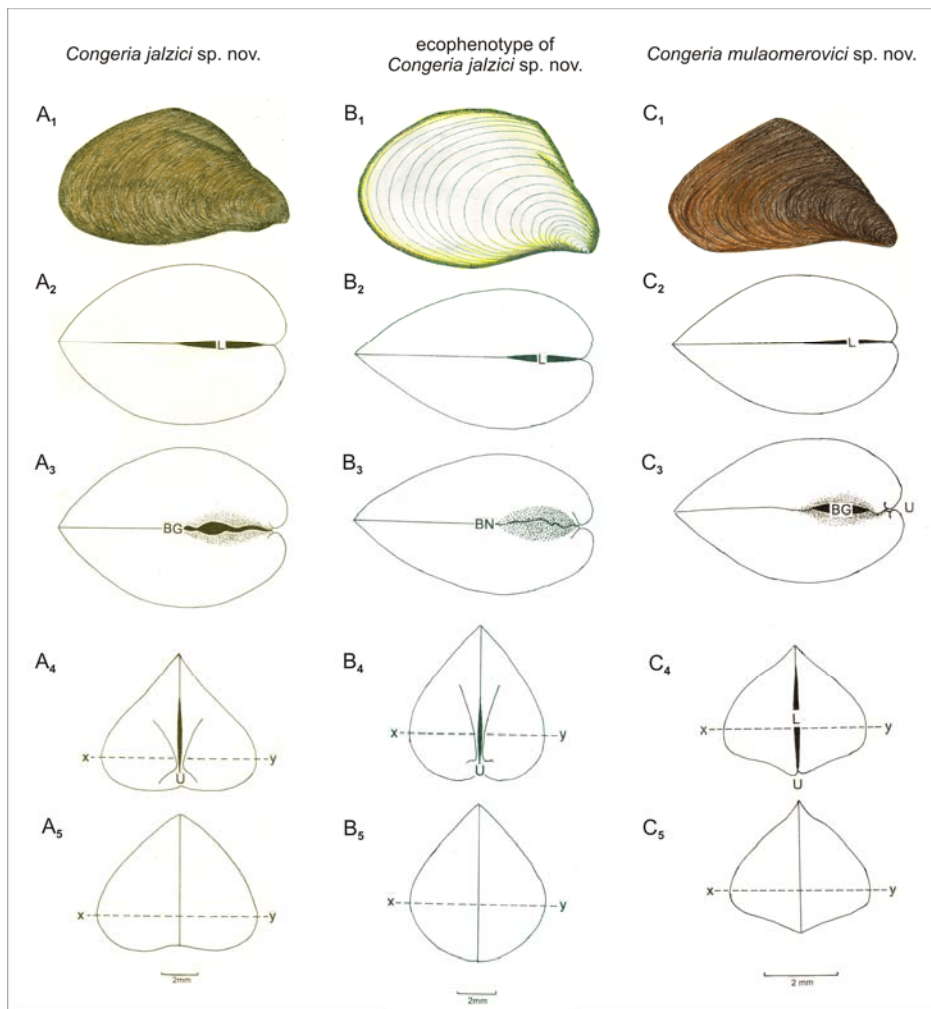 Congeria jalzici sp. nov.
ecophenotype of
Congeria jalzici sp. nov.
Congeria mulaomerovici sp. nov.
A1
B1
C1
A2
L
B2
L
C2
L
A3
BG
B3
BN
C3
BG
U
A4
x
y
U
B4
x
y
U
C4
L
x
y
U
A5
x
y
B5
x
y
C5
x
y
2mm
2mm
2 mm